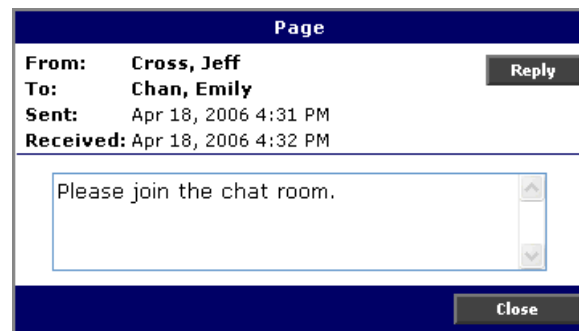 Page
From: Cross, Jeff
Reply
To: Chan, Emily
Sent: Apr 18, 2006 4:31 PM
Received: Apr 18, 2006 4:32 PM
Please join the chat room.
Close